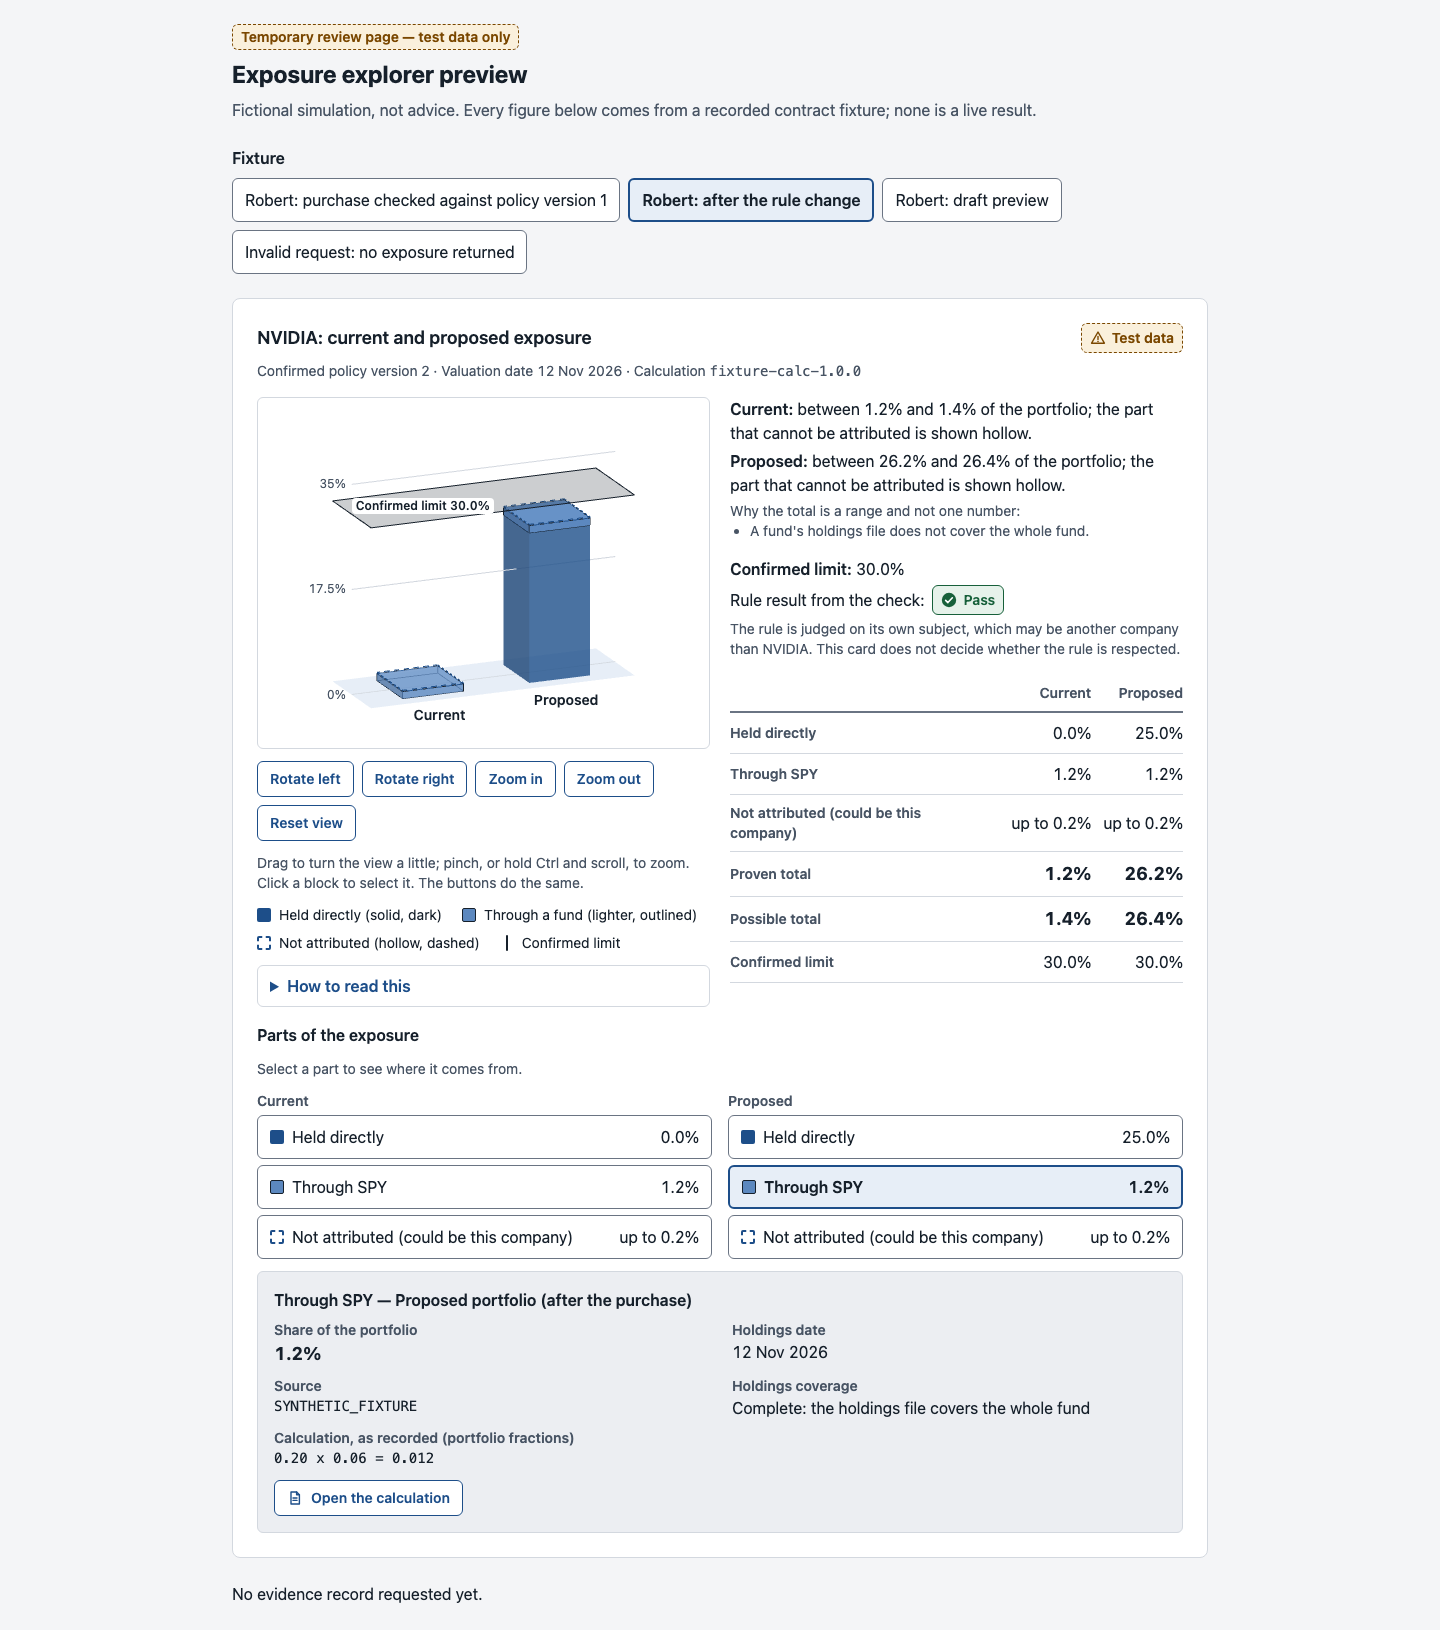 Temporary review page — test data only
Exposure explorer preview
Fictional simulation, not advice. Every figure below comes from a recorded contract fixture; none is a live result.
Fixture
Robert: purchase checked against policy version 1
Robert: after the rule change
Robert: draft preview
Invalid request: no exposure returned
NVIDIA: current and proposed exposure
Test data
Confirmed policy version 2 · Valuation date 12 Nov 2026 · Calculation fixture-calc-1.0.0
35%
Confirmed limit 30.0%
17.5%
0%
Proposed
Current
Rotate left
Rotate right
Zoom in
Zoom out
Reset view
Drag to turn the view a little; pinch, or hold Ctrl and scroll, to zoom.
Click a block to select it. The buttons do the same.
Held directly (solid, dark)
Through a fund (lighter, outlined)
Not attributed (hollow, dashed)
Confirmed limit
How to read this
Current: between 1.2% and 1.4% of the portfolio; the part
that cannot be attributed is shown hollow.
Proposed: between 26.2% and 26.4% of the portfolio; the
part that cannot be attributed is shown hollow.
Why the total is a range and not one number:
• A fund's holdings file does not cover the whole fund.
Confirmed limit: 30.0%
Rule result from the check: Pass
The rule is judged on its own subject, which may be another company
than NVIDIA. This card does not decide whether the rule is respected.
Current Proposed
Held directly 0.0% 25.0%
Through SPY 1.2% 1.2%
Not attributed (could be this
company) up to 0.2% up to 0.2%
Proven total 1.2% 26.2%
Possible total 1.4% 26.4%
Confirmed limit 30.0% 30.0%
Parts of the exposure
Select a part to see where it comes from.
Current
Held directly 0.0%
Through SPY 1.2%
Not attributed (could be this company) up to 0.2%
Proposed
Held directly 25.0%
Through SPY 1.2%
Not attributed (could be this company) up to 0.2%
Through SPY — Proposed portfolio (after the purchase)
Share of the portfolio
1.2%
Holdings date
12 Nov 2026
Source
SYNTHETIC_FIXTURE
Holdings coverage
Complete: the holdings file covers the whole fund
Calculation, as recorded (portfolio fractions)
0.20 x 0.06 = 0.012
Open the calculation
No evidence record requested yet.